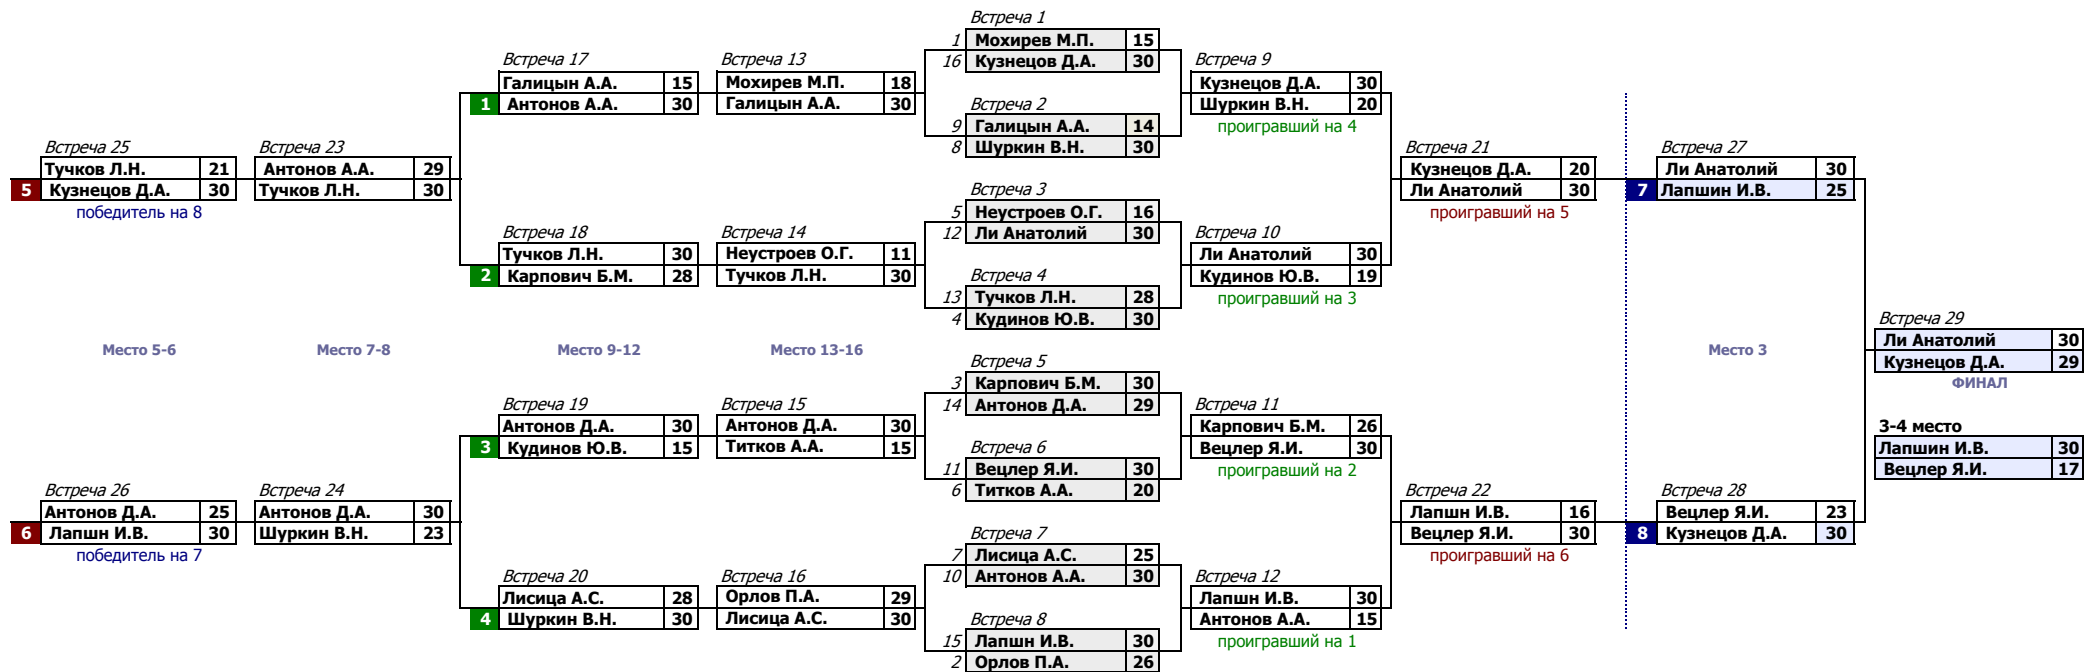 Встреча 1
1 Мохирев М.П. 15
16 Кузнецов Д.А. 30
Встреча 2
9 Галицын А.А. 14
8 Шуркин В.Н. 30
Встреча 3
5 Неустроев О.Г. 16
12 Ли Анатолий 30
Встреча 4
13 Тучков Л.Н. 28
4 Кудинов Ю.В. 30
Встреча 5
3 Карпович Б.М. 30
14 Антонов Д.А. 29
Встреча 6
11 Вецлер Я.И. 30
6 Титков А.А. 20
Встреча 7
7 Лисица А.С. 25
10 Антонов А.А. 30
Встреча 8
15 Лапшн И.В. 30
2 Орлов П.А. 26
Встреча 9
Кузнецов Д.А. 30
Шуркин В.Н. 20
проигравший на 4
Встреча 10
Ли Анатолий 30
Кудинов Ю.В. 19
проигравший на 3
Встреча 11
Карпович Б.М. 26
Вецлер Я.И. 30
проигравший на 2
Встреча 12
Лапшн И.В. 30
Антонов А.А. 15
проигравший на 1
Встреча 13
Мохирев М.П. 18
Галицын А.А. 30
Встреча 14
Неустроев О.Г. 11
Тучков Л.Н. 30
Место 13-16
Встреча 15
Антонов Д.А. 30
Титков А.А. 15
Встреча 16
Орлов П.А. 29
Лисица А.С. 30
Встреча 17
Галицын А.А. 15
1 Антонов А.А. 30
Встреча 18
Тучков Л.Н. 30
2 Карпович Б.М. 28
Место 9-12
Встреча 19
Антонов Д.А. 30
3 Кудинов Ю.В. 15
Встреча 20
Лисица А.С. 28
4 Шуркин В.Н. 30
Встреча 21
Кузнецов Д.А. 20
Ли Анатолий 30
проигравший на 5
Встреча 22
Лапшн И.В. 16
Вецлер Я.И. 30
проигравший на 6
Встреча 23
Антонов А.А. 29
Тучков Л.Н. 30
Место 7-8
Встреча 24
Антонов Д.А. 30
Шуркин В.Н. 23
Встреча 25
Тучков Л.Н. 21
5 Кузнецов Д.А. 30
победитель на 8
Место 5-6
Встреча 26
Антонов Д.А. 25
6 Лапшн И.В. 30
победитель на 7
Встреча 27
Ли Анатолий 30
7 Лапшин И.В. 25
Место 3
Встреча 28
Вецлер Я.И. 23
8 Кузнецов Д.А. 30
Встреча 29
Ли Анатолий 30
Кузнецов Д.А. 29
ФИНАЛ
3-4 место
Лапшин И.В. 30
Вецлер Я.И. 17